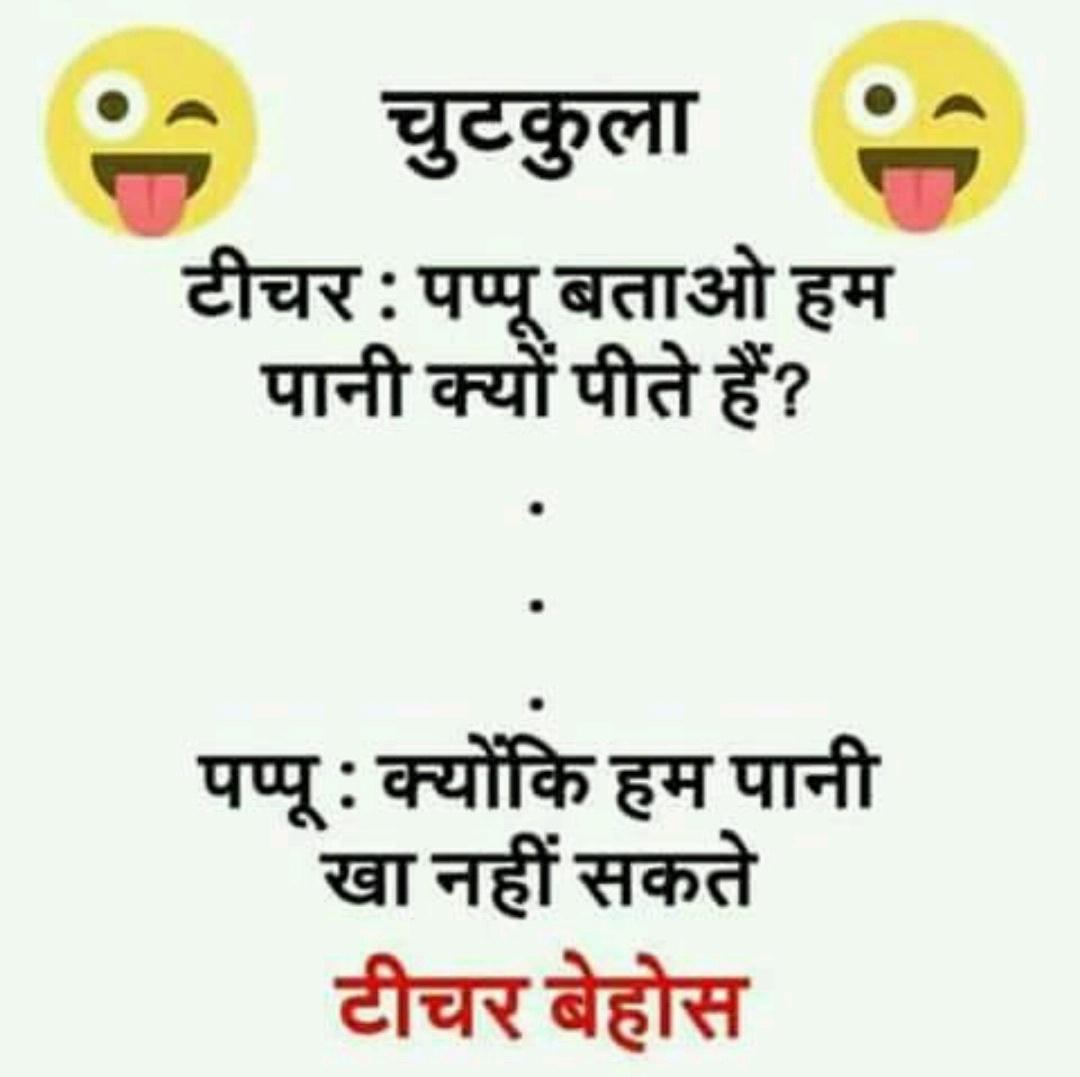 चुटकुला
टीचर : पप्पू बताओ हम
पानी क्यों पीते हैं?
.
.
.
पप्पू : क्योंकि हम पानी
खा नहीं सकते
टीचर बेहोस